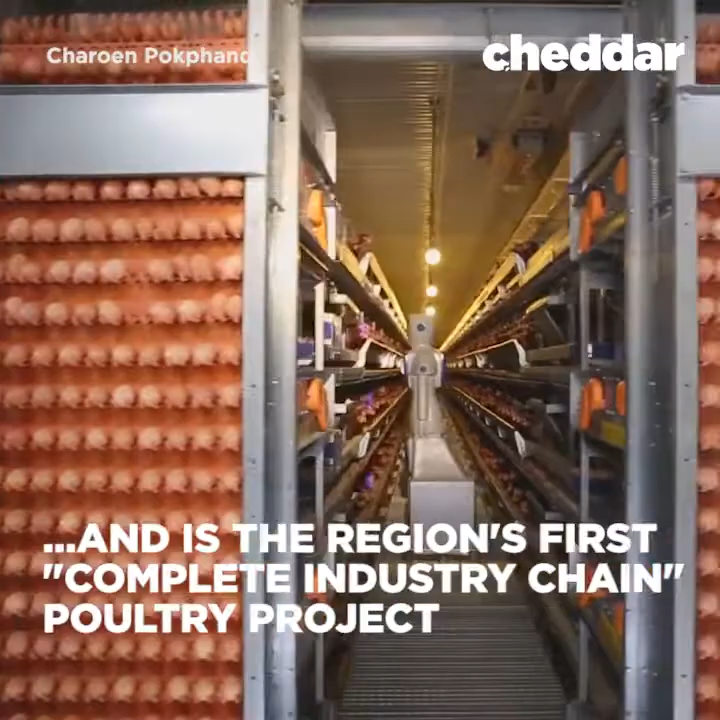 Charoen Pokphand
cheddar
...AND IS THE REGION'S FIRST
"COMPLETE INDUSTRY CHAIN"
POULTRY PROJECT